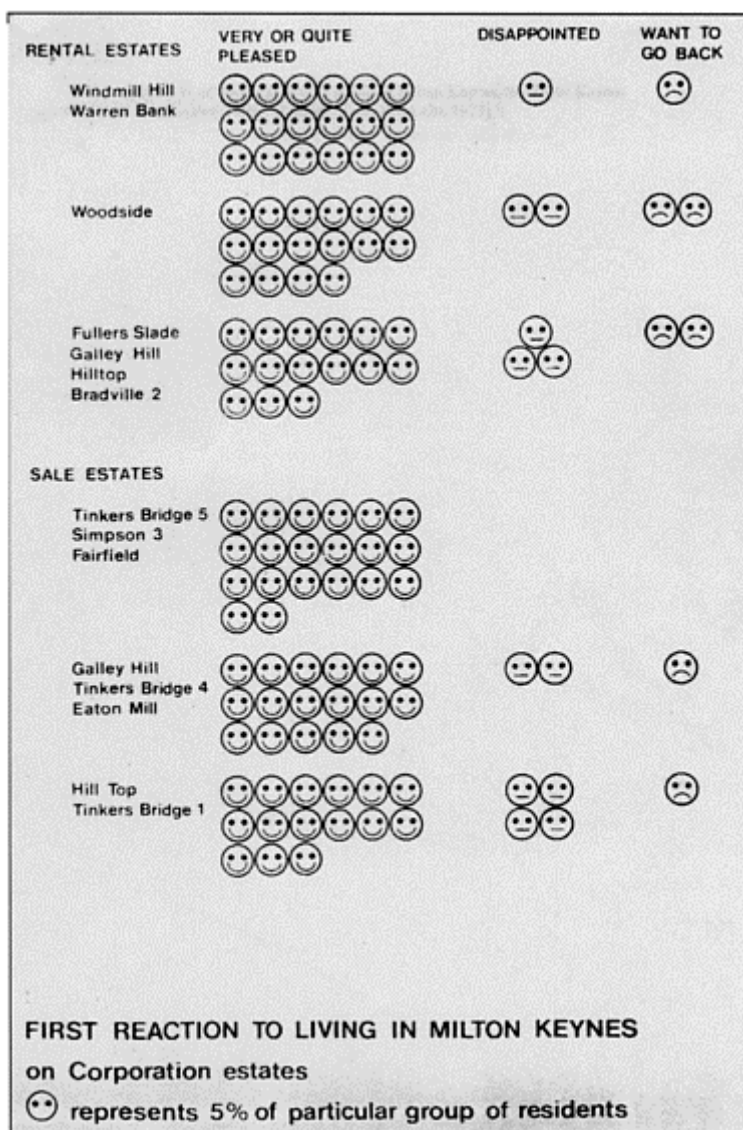 RENTAL ESTATES
VERY OR QUITE
PLEASED
DISAPPOINTED
WANT TO
GO BACK
Windmill Hill
Warren Bank
Woodside
Fullers Slade
Galley Hill
Hilltop
Bradville 2
SALE ESTATES
Tinkers Bridge 5
Simpson 3
Fairfield
Galley Hill
Tinkers Bridge 4
Eaton Mill
Hill Top
Tinkers Bridge 1
FIRST REACTION TO LIVING IN MILTON KEYNES
on Corporation estates
represents 5% of particular group of residents